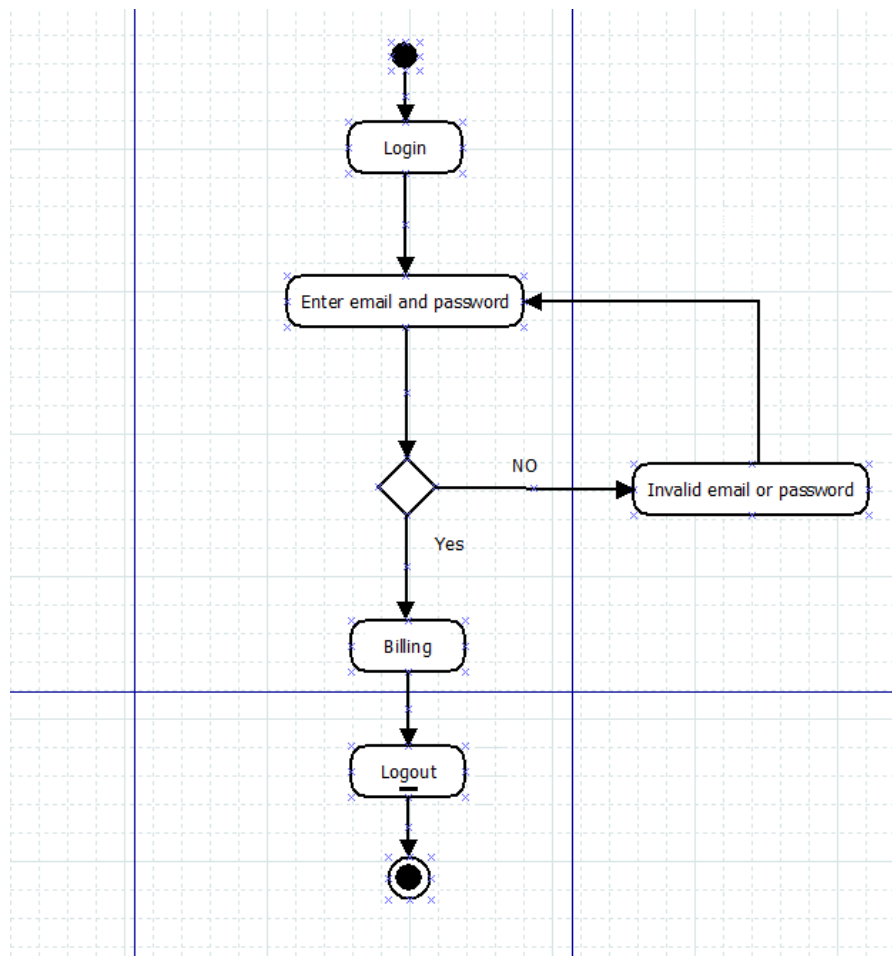 Login
Enter email and password
NO
Invalid email or password
Yes
Billing
Logout